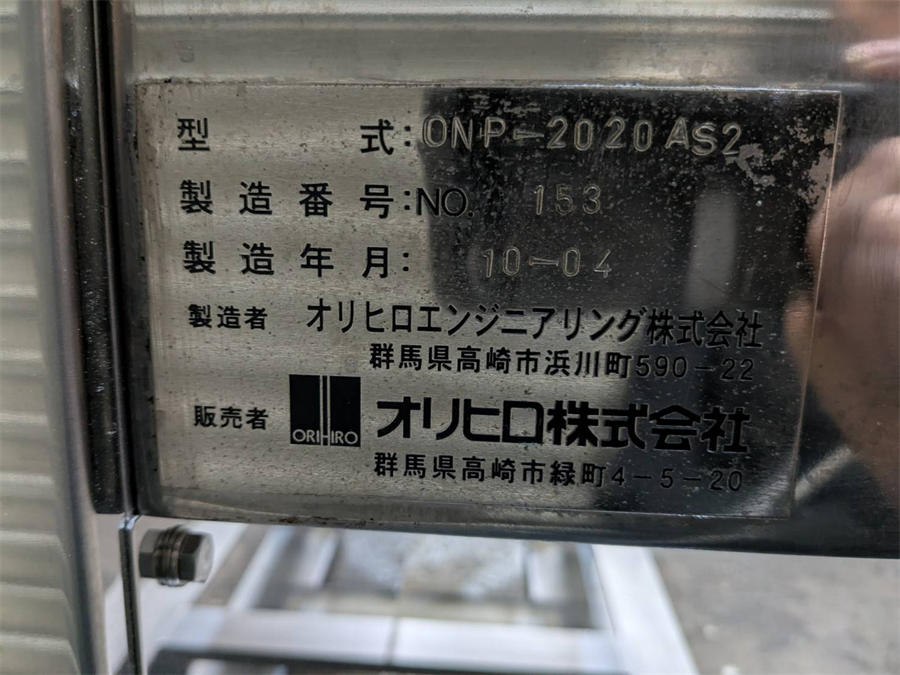 型式:ONP-2020AS2
製造番号:NO. 153
製造年月: 10-04
製造者 オリヒロエンジニアリング株式会社
群馬県高崎市浜川町590-22
販売者 ORIHIRO オリヒロ株式会社
群馬県高崎市緑町4-5-20